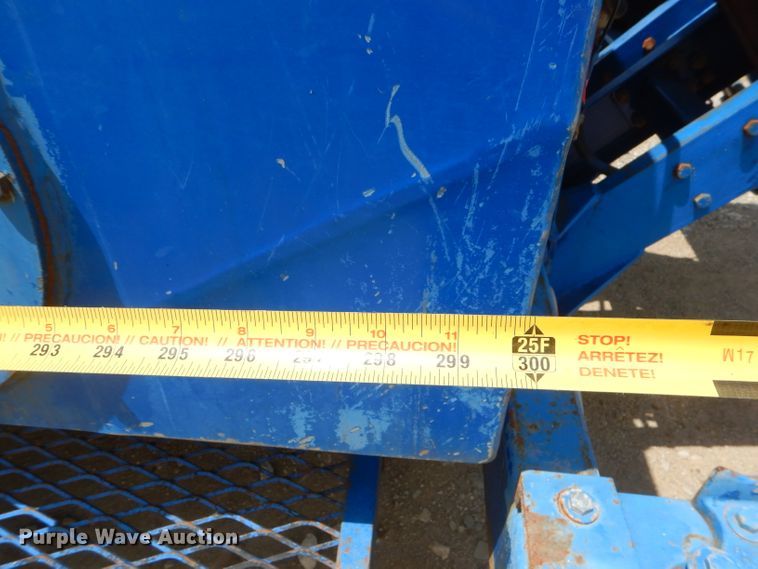 5 6 7 8 9 10 11
! // PRECAUCION! // CAUTION! // ATTENTION! // PRECAUCION!
293 294 295 296 298 299
25F
300
STOP!
ARRÊTEZ!
DENETE!
M17
Purple Wave Auction